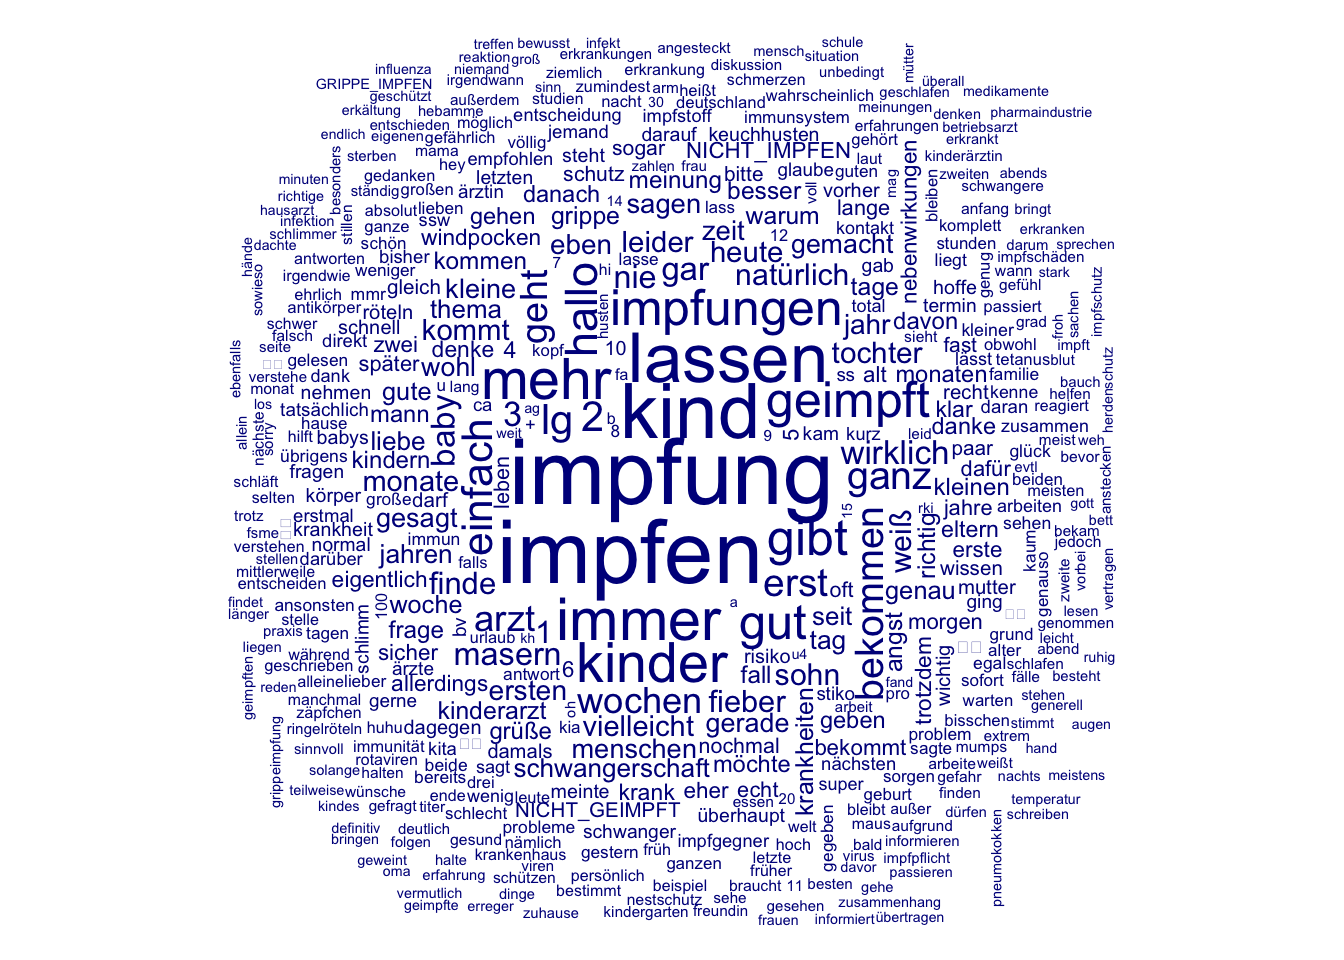 treffen bewusst infekt schule
reaktion groß erkrankungen angesteckt mensch situation mütter
influenza niemand ziemlich erkrankung diskussion unbedingt
GRIPPE_IMPFEN irgendwann sinn zumindest arm heißt schmerzen überall
geschützt außerdem studien nacht 30 deutschland wahrscheinlich geschlafen medikamente
erkältung hebamme entscheidung impfstoff immunsystem meinungen denken pharmaindustrie
entschieden möglich jemand darauf keuchhusten erfahrungen betriebsarzt
endlich eigenen gefährlich völlig sogar NICHT_IMPFEN gehört erkrankt
besonders sterben mama hey empfohlen steht zahlen frau glaube guten laut kinderärztin
minuten gedanken letzten schutz meinung bitte voll vorher mag nebenwirkungen bleiben zweiten abends
richtige ständig großen ärztin danach 14 sagen lass besser lange schwangere
hausarzt stillen absolut lieben ssw gehen grippe warum kontakt anfang bringt
infektion ganze windpocken eben leider zeit 12 gemacht komplett erkranken
schlimmer schön bisher kommen 7 lasse heute gab stunden darum sprechen
hände dachte antworten weniger geht hallo hi nie gar natürlich tage liegt genug wann stark impfschäden
sowieso irgendwie gleich kleine husten impfungen total hoffe gefühl impfschutz
ehrlich mmr thema jahr davon termin passiert froh sachen
antikörper röteln kommt sieht kleiner grad
schwer schnell direkt zwei denke 4 kopf 10 lassen tochter fast obwohl impft
falsch seite später wohl lässt tetanus blut
ebenfalls gelesen mehr fa ss alt monaten familie herdenschutz
verstehe dank nehmen gute u lang kind geimpft recht kenne bauch helfen
monat los tatsächlich mann baby ca 3 ag + lg 2 b klar daran reagiert
allein nächste sorry hause weit 8 9 5 kam kurz leid danke zusammen
hilft babys liebe einfach wirklich paar glück meist weh
übrigens kindern leben impfung ganz dafür evtl beiden bevor
schläft fragen monate kleinen meisten anstecken
selten körper große darf 15 rki jahre arbeiten gott
trotz erstmal gesagt bekommen weiß richtig eltern sehen bekam bett
fsme krankheit immun impfen gibt erste kaum jedoch
verstehen normal jahren falls wissen genauso zweite vorbei vertragen
stellen darüber eigentlich finde erst oft genau mutter
mittlerweile entscheiden
findet ansonsten 100 woche a ging lesen genommen
länger stelle schlimm arzt 1 immer gut seit angst morgen
praxis tagen frage bv urlaub kh tag grund leicht
liegen während sicher masern risiko u4 trotzdem wichtig alter abend ruhig
geimpften geschrieben ärzte antwort 6 kinder fall sohn egal schlafen
reden alleine lieber allerdings ersten fand pro sofort fälle besteht
manchmal gerne oh wochen fieber krankheiten stiko warten stehen generell
zäpfchen kinderarzt arbeit
ringelröteln huhu dagegen grüße kia vielleicht gerade geben bisschen stimmt augen
grippeimpfung sinnvoll immunität kita damals menschen nochmal bekommt problem extrem
rotaviren beide sagt schwangerschaft möchte sagte mumps hand
solange halten bereits drei nächsten arbeite weißt
teilweise wünsche ende wenig leute meinte krank eher echt super sorgen gefahr nachts meistens
kindes gefragt titer schlecht NICHT_GEIMPFT essen 20 geburt finden temperatur
überhaupt gegeben bleibt außer dürfen pneumokokken schreiben
definitiv deutlich probleme schwanger welt maus aufgrund
bringen folgen gesund nämlich impfgegner hoch bald informieren
geweint halte krankenhaus gestern früh letzte virus impfpflicht
oma erfahrung viren schützen persönlich ganzen früher davor passieren
vermutlich dinge bestimmt beispiel braucht 11 besten gehe
geimpfte erreger nestschutz sehe gesehen zusammenhang
zuhause kindergarten freundin frauen informiert übertragen